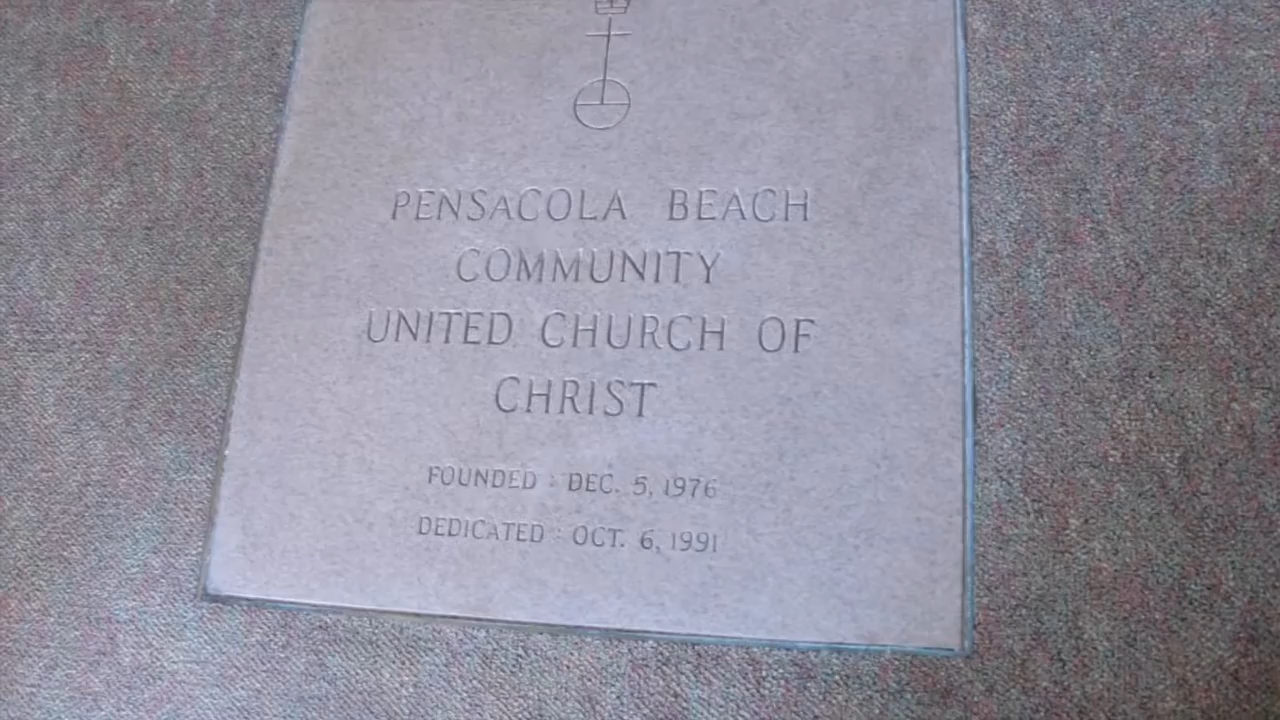 PENSACOLA BEACH
COMMUNITY
UNITED CHURCH OF
CHRIST
FOUNDED : DEC. 5, 1976
DEDICATED : OCT. 6, 1991